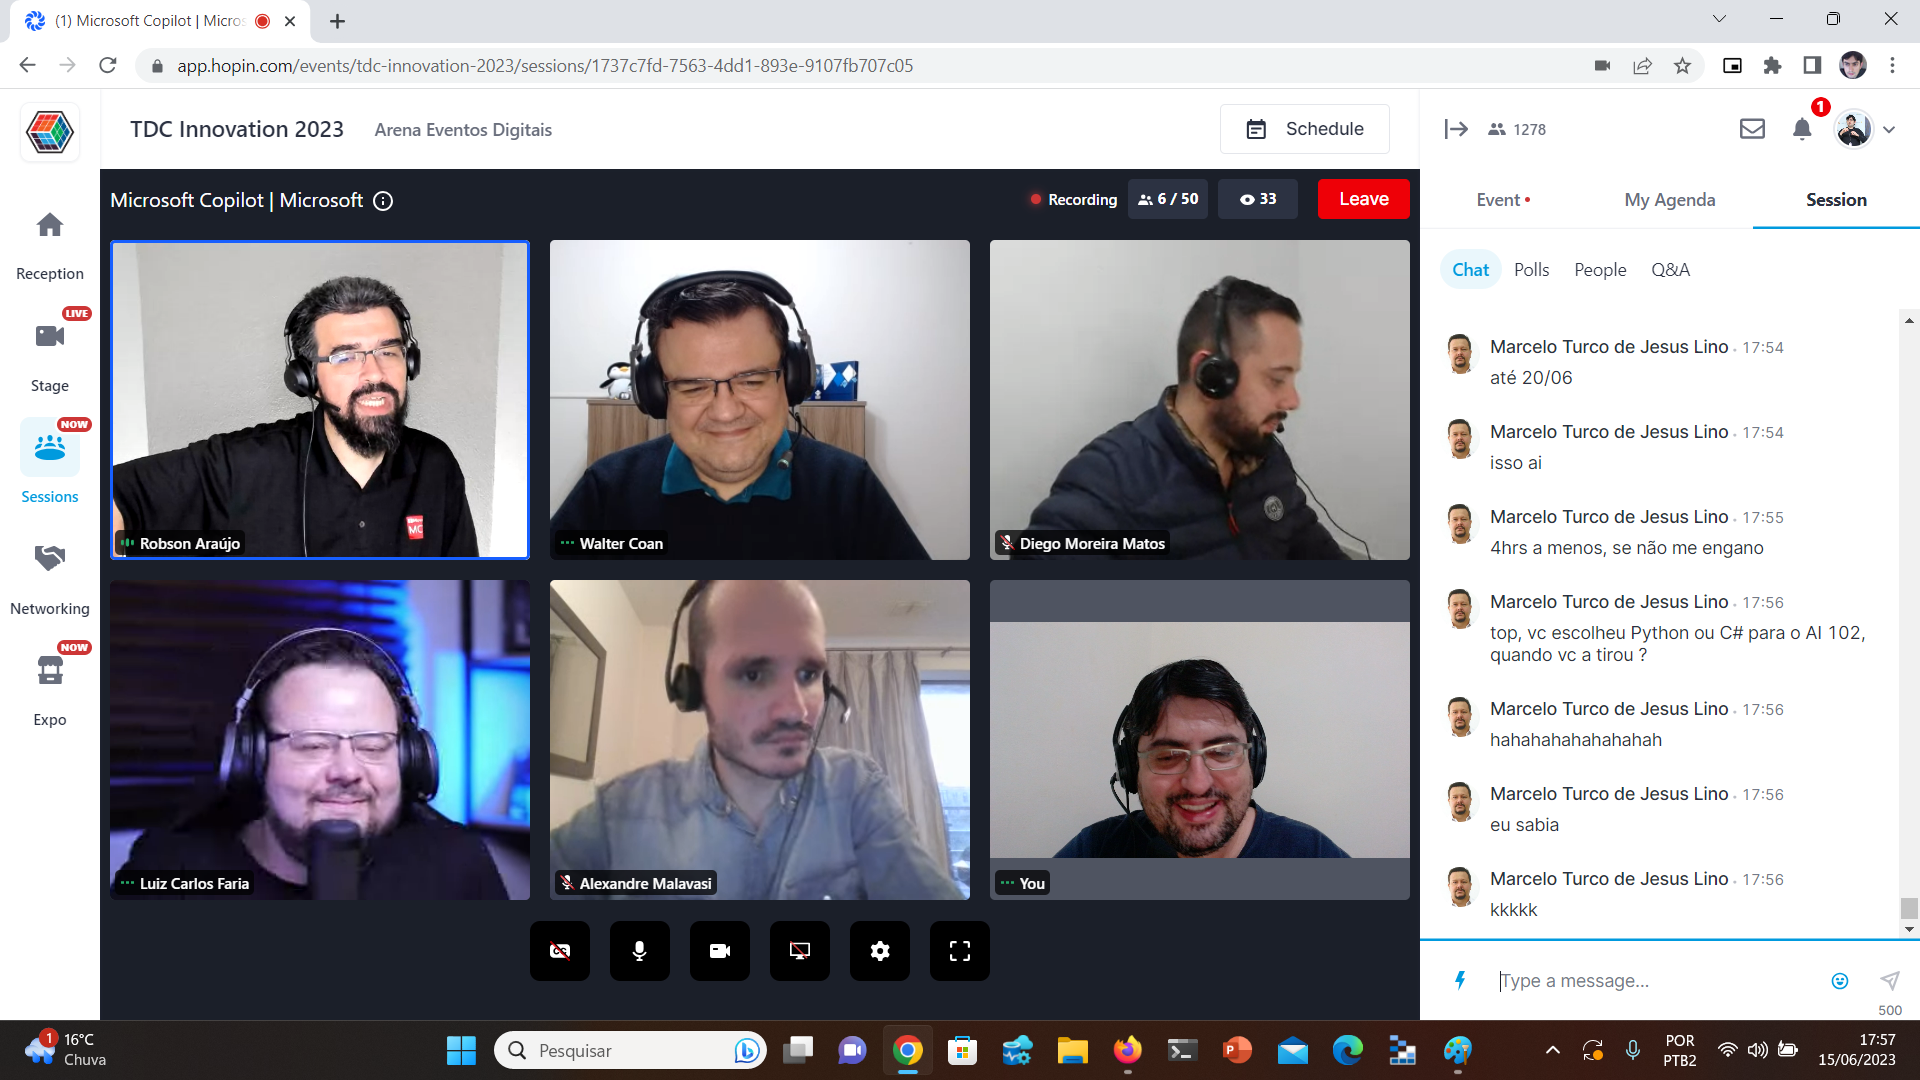 (1) Microsoft Copilot | Micros
app.hopin.com/events/tdc-innovation-2023/sessions/1737c7fd-7563-4dd1-893e-9107fb707c05
TDC Innovation 2023
Arena Eventos Digitais
Schedule
1278
1
Microsoft Copilot | Microsoft
Recording
6 / 50
33
Leave
Event
My Agenda
Session
Chat
Polls
People
Q&A
Reception
LIVE
Stage
NOW
Sessions
Networking
NOW
Expo
MC
Robson Araújo
Walter Coan
Diego Moreira Matos
Luiz Carlos Faria
Alexandre Malavasi
You
CC
Marcelo Turco de Jesus Lino 17:54
até 20/06
Marcelo Turco de Jesus Lino 17:54
isso ai
Marcelo Turco de Jesus Lino 17:55
4hrs a menos, se não me engano
Marcelo Turco de Jesus Lino 17:56
top, vc escolheu Python ou C# para o AI 102,
quando vc a tirou ?
Marcelo Turco de Jesus Lino 17:56
hahahahahahahahah
Marcelo Turco de Jesus Lino 17:56
eu sabia
Marcelo Turco de Jesus Lino 17:56
kkkkk
Type a message...
500
1
16°C
Chuva
Pesquisar
POR
PTB2
17:57
15/06/2023